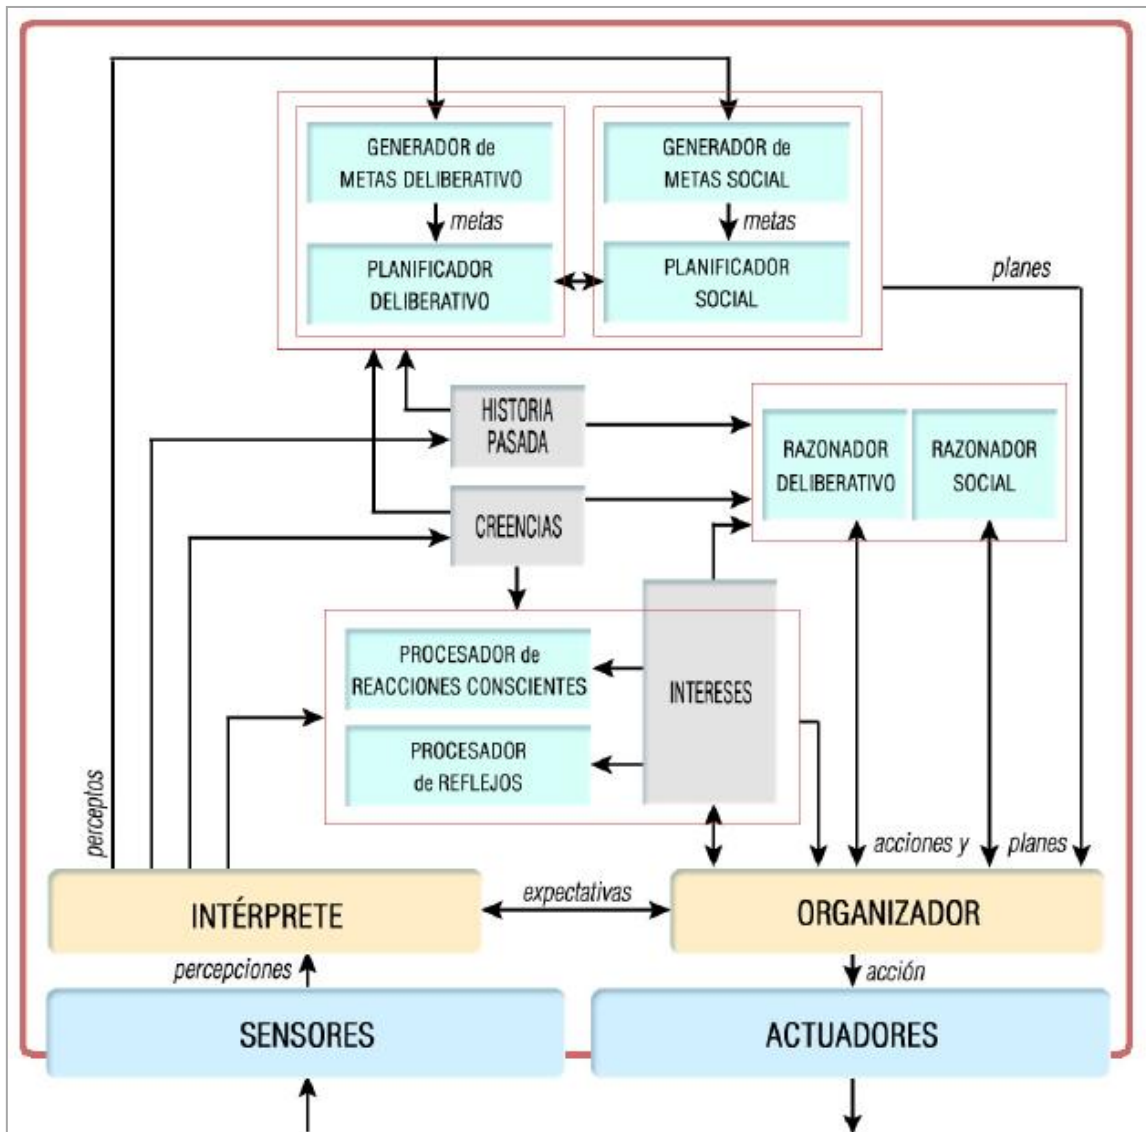 GENERADOR de
METAS DELIBERATIVO
metas
PLANIFICADOR
DELIBERATIVO
GENERADOR de
METAS SOCIAL
metas
PLANIFICADOR
SOCIAL
planes
HISTORIA
PASADA
CREENCIAS
RAZONADOR
DELIBERATIVO
RAZONADOR
SOCIAL
PROCESADOR de
REACCIONES CONSCIENTES
PROCESADOR
de REFLEJOS
INTERESES
perceptos
acciones y
planes
INTÉRPRETE
expectativas
ORGANIZADOR
percepciones
acción
SENSORES
ACTUADORES